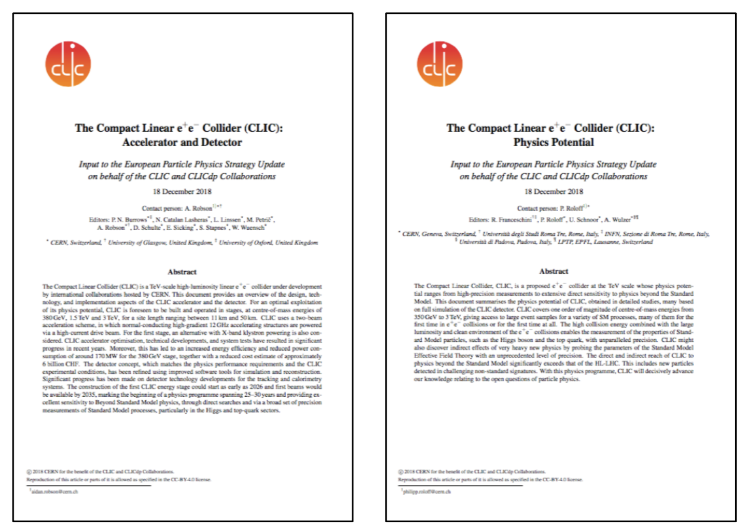 clic
The Compact Linear e⁺e⁻ Collider (CLIC):
Accelerator and Detector
Input to the European Particle Physics Strategy Update
on behalf of the CLIC and CLICdp Collaborations
18 December 2018
Contact person: A. Robson
Editors: P. N. Burrows, N. Catalan Lasheras, L. Linssen, M. Petrič,
A. Robson, D. Schulte, E. Sicking, S. Stapnes, W. Wuensch
* CERN, Switzerland, † University of Glasgow, United Kingdom, ‡ University of Oxford, United Kingdom
Abstract
The Compact Linear Collider (CLIC) is a TeV-scale high-luminosity linear e⁺e⁻ collider under development
by international collaborations hosted by CERN. This document provides an overview of the design, tech-
nology, and implementation aspects of the CLIC accelerator and the detector. For an optimal exploitation
of its physics potential, CLIC is foreseen to be built and operated in stages, at centre-of-mass energies of
380 GeV, 1.5 TeV and 3 TeV, for a site length ranging between 11 km and 50 km. CLIC uses a two-beam
acceleration scheme, in which normal-conducting high-gradient 12 GHz accelerating structures are powered
via a high-current drive beam. For the first stage, an alternative with X-band klystron powering is also con-
sidered. CLIC accelerator optimisation, technical developments, and system tests have resulted in significant
progress in recent years. Moreover, this has led to an increased energy efficiency and reduced power con-
sumption of around 170 MW for the 380 GeV stage, together with a reduced cost estimate of approximately
6 billion CHF. The detector concept, which matches the physics performance requirements and the CLIC
experimental conditions, has been refined using improved software tools for simulation and reconstruction.
Significant progress has been made on detector technology developments for the tracking and calorimetry
systems. The construction of the first CLIC energy stage could start as early as 2026 and first beams would
be available by 2035, marking the beginning of a physics programme spanning 25–30 years and providing ex-
cellent sensitivity to Beyond Standard Model physics, through direct searches and via a broad set of precision
measurements of Standard Model processes, particularly in the Higgs and top-quark sectors.
© 2018 CERN for the benefit of the CLIC and CLICdp Collaborations.
Reproduction of this article or parts of it is allowed as specified in the CC-BY-4.0 license.
clic
The Compact Linear e⁺e⁻ Collider (CLIC):
Physics Potential
Input to the European Particle Physics Strategy Update
on behalf of the CLIC and CLICdp Collaborations
18 December 2018
Contact person: P. Roloff
Editors: R. Franceschini, P. Roloff, U. Schnoor, A. Wulzer
* CERN, Geneva, Switzerland, † Università degli Studi Roma Tre, Rome, Italy, ‡ INFN, Sezione di Roma Tre, Rome, Italy,
§ Università di Padova, Padova, Italy, ¶ LPTP, EPFL, Lausanne, Switzerland
Abstract
The Compact Linear Collider, CLIC, is a proposed e⁺e⁻ collider at the TeV scale whose physics poten-
tial ranges from high-precision measurements to extensive direct sensitivity to physics beyond the Standard
Model. This document summarises the physics potential of CLIC, obtained in detailed studies, many based
on full simulation of the CLIC detector. CLIC covers one order of magnitude of centre-of-mass energies from
350 GeV to 3 TeV, giving access to large event samples for a variety of SM processes, many of them for the
first time in e⁺e⁻ collisions or for the first time at all. The high collision energy combined with the large
luminosity and clean environment of the e⁺e⁻ collisions enables the measurement of the properties of Stand-
ard Model particles, such as the Higgs boson and the top quark, with unparalleled precision. CLIC might
also discover indirect effects of very heavy new physics by probing the parameters of the Standard Model
Effective Field Theory with an unprecedented level of precision. The direct and indirect reach of CLIC to
physics beyond the Standard Model significantly exceeds that of the HL-LHC. This includes new particles
detected in challenging non-standard signatures. With this physics programme, CLIC will decisively advance
our knowledge relating to the open questions of particle physics.
© 2018 CERN for the benefit of the CLIC and CLICdp Collaborations.
Reproduction of this article or parts of it is allowed as specified in the CC-BY-4.0 license.